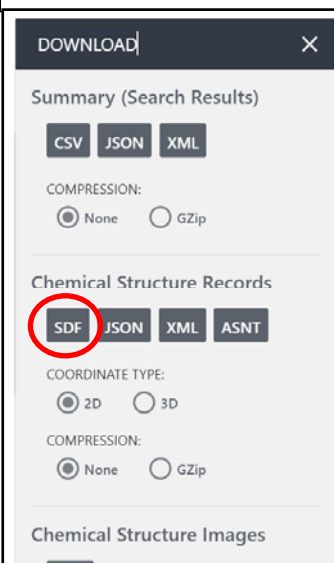 DOWNLOAD
Summary (Search Results)
CSV JSON XML
COMPRESSION:
None GZip
Chemical Structure Records
SDF JSON XML ASNT
COORDINATE TYPE:
2D 3D
COMPRESSION:
None GZip
Chemical Structure Images